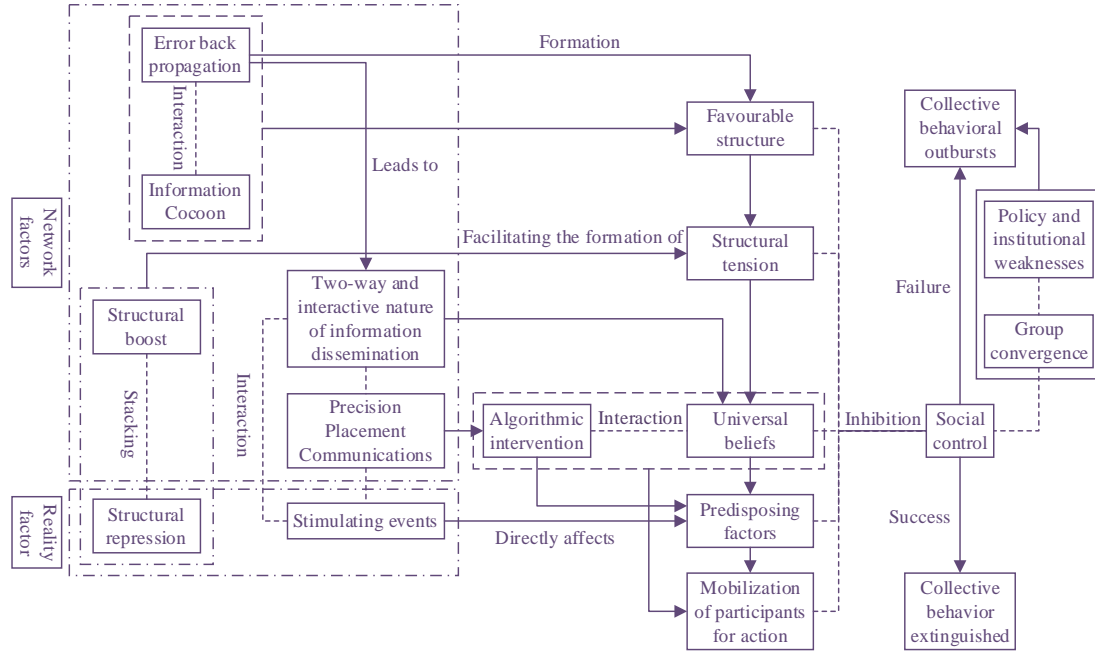 Error back
propagation
Interaction
Information
Cocoon
Formation
Leads to
Favourable
structure
Collective
behavioral
outbursts
Network
factors
Facilitating the formation of
Structural
tension
Policy and
institutional
weaknesses
Two-way and
interactive nature
of information
dissemination
Structural
boost
Failure
Group
convergence
Stacking
Interaction
Precision
Placement
Communications
Algorithmic
intervention
Interaction
Universal
beliefs
Inhibition
Social
control
Reality
factor
Structural
repression
Stimulating events
Directly affects
Predisposing
factors
Success
Mobilization
of participants
for action
Collective
behavior
extinguished